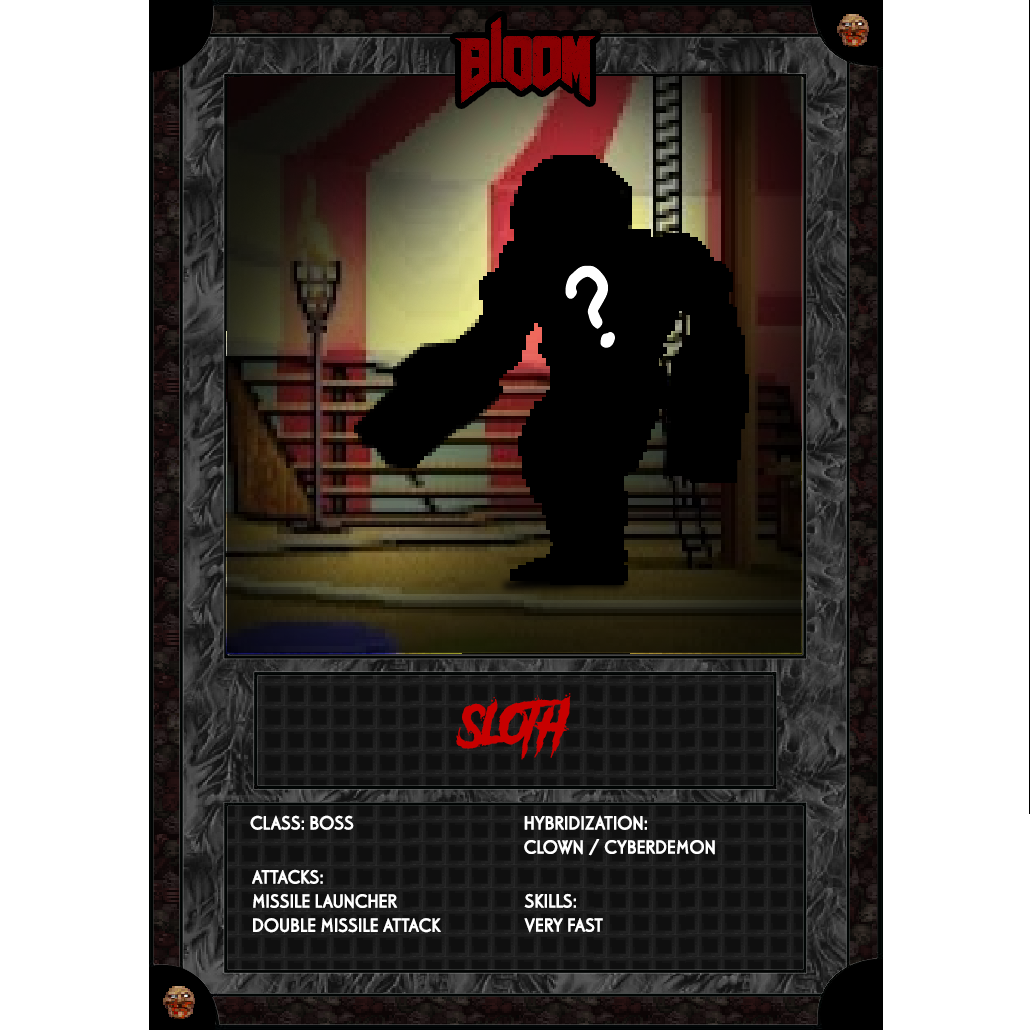 BLOOM
?
SLOTH
CLASS: BOSS
HYBRIDIZATION:
CLOWN / CYBERDEMON
ATTACKS:
MISSILE LAUNCHER
DOUBLE MISSILE ATTACK
SKILLS:
VERY FAST